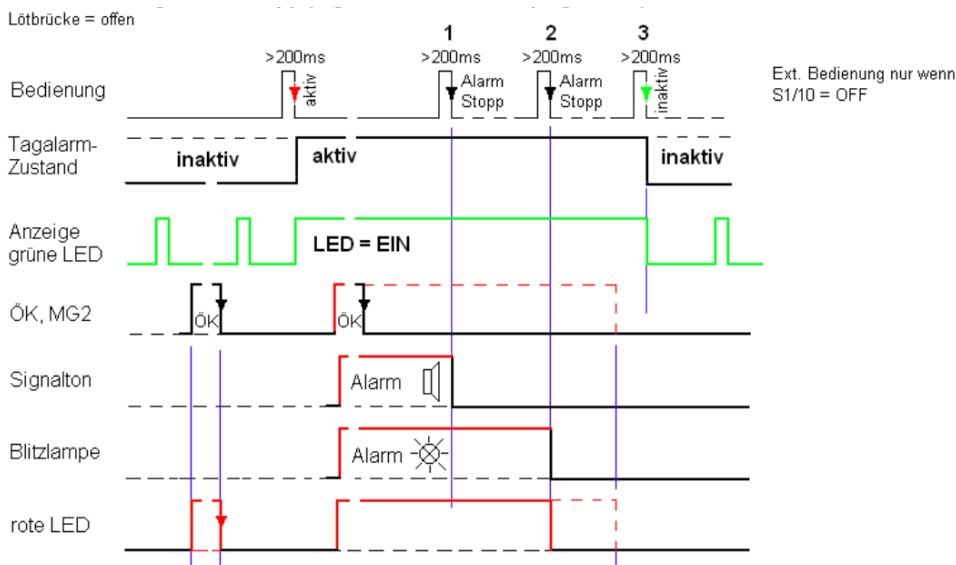 Lötbrücke = offen
1 2 3
>200ms >200ms >200ms >200ms
Bedienung aktiv Alarm Stopp Alarm Stopp inaktiv
Ext. Bedienung nur wenn
S1/10 = OFF
Tagalarm-
Zustand
inaktiv aktiv inaktiv
Anzeige
grüne LED
LED = EIN
ÖK, MG2 ÖK ÖK
Signalton Alarm
Blitzlampe Alarm
rote LED